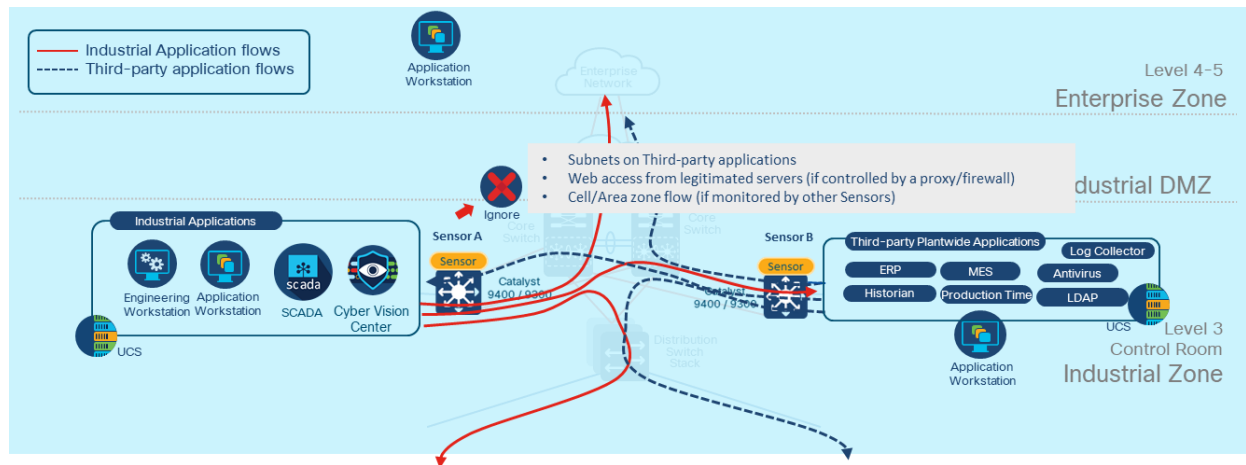 Industrial Application flows
Third-party application flows
Application
Workstation
Enterprise
Network
Level 4-5
Enterprise Zone
• Subnets on Third-party applications
• Web access from legitimated servers (if controlled by a proxy/firewall)
• Cell/Area zone flow (if monitored by other Sensors)
dustrial DMZ
Ignore
Industrial Applications
Engineering
Workstation
Application
Workstation
scada
SCADA
Cyber Vision
Center
UCS
Sensor A
Sensor
Catalyst
9400 / 9300
Core
Switch
Core
Switch
Distribution
Switch
Stack
Sensor B
Sensor
Catalyst
9400 / 9300
Third-party Plantwide Applications
Log Collector
ERP
MES
Antivirus
Historian
Production Time
LDAP
UCS
Application
Workstation
Level 3
Control Room
Industrial Zone